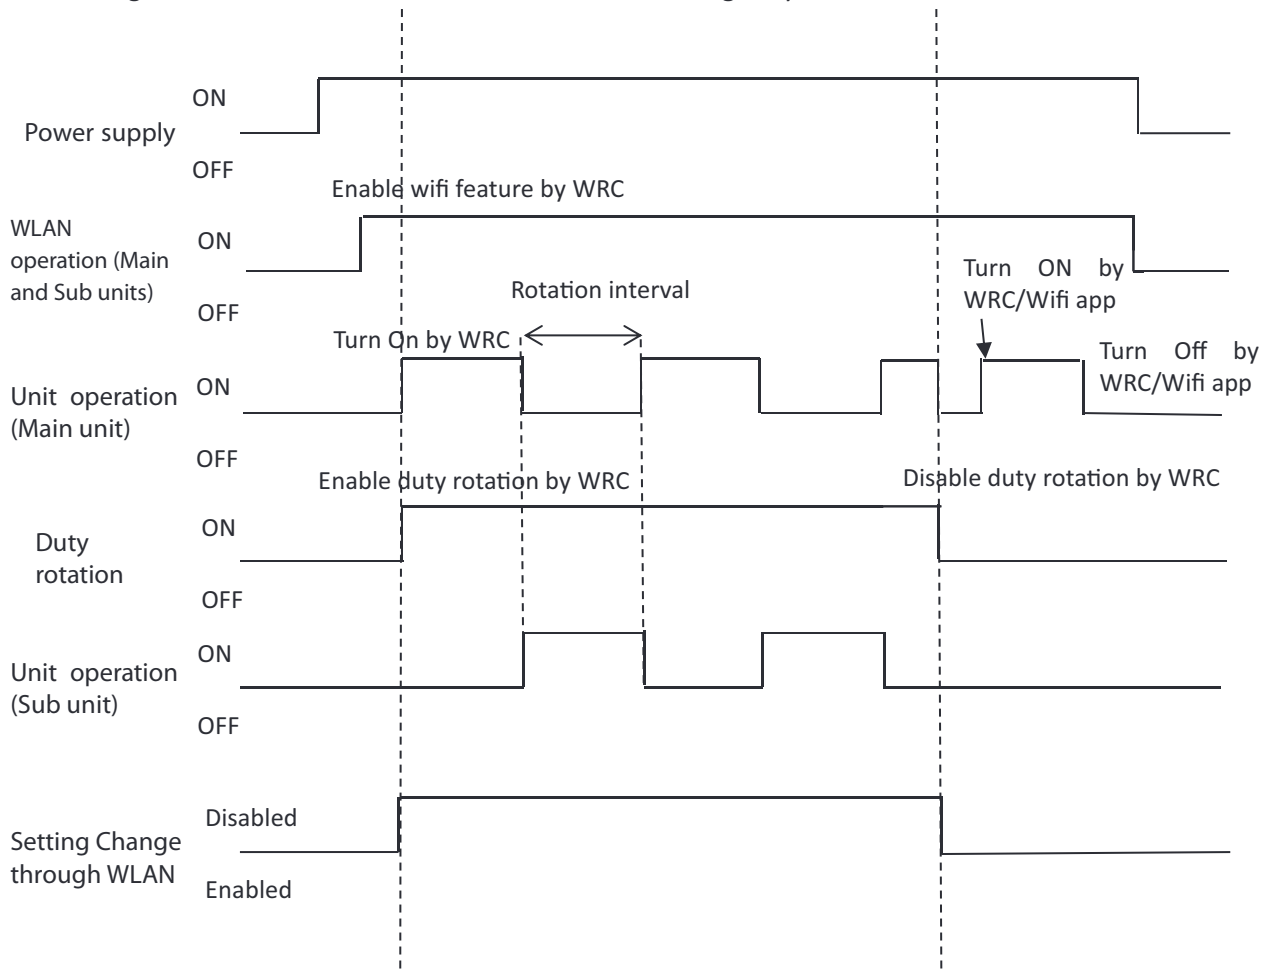 ON
Power supply
OFF
Enable wifi feature by WRC
WLAN
operation (Main
and Sub units)
ON
OFF
Rotation interval
Turn ON by
WRC/Wifi app
Turn On by WRC
Turn Off by
WRC/Wifi app
Unit operation
(Main unit)
ON
OFF
Enable duty rotation by WRC
Disable duty rotation by WRC
ON
Duty
rotation
OFF
ON
Unit operation
(Sub unit)
OFF
Disabled
Setting Change
through WLAN
Enabled